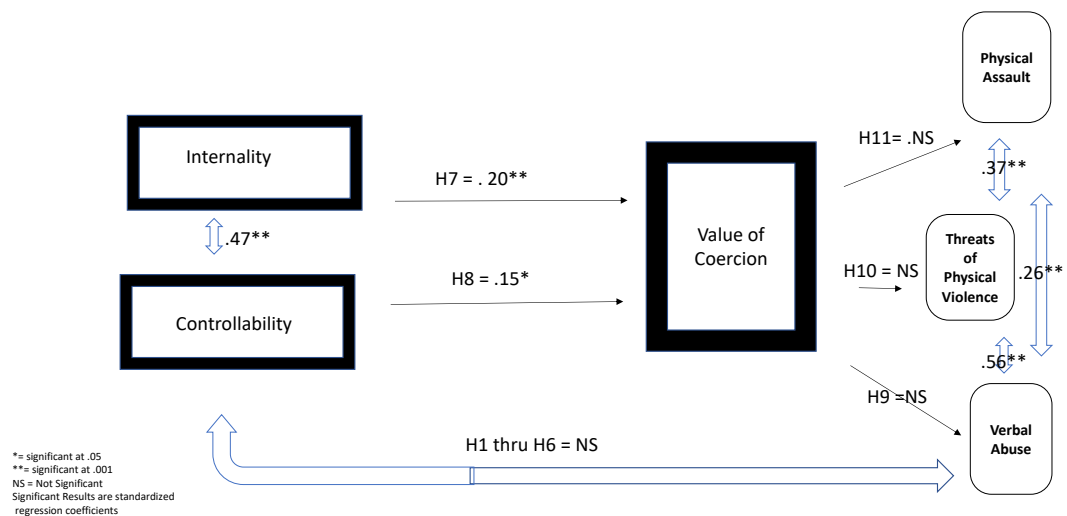 Physical
Assault
H11= .NS
.37**
Internality
H7 = . 20**
.47**
Value of
Coercion
Threats
of
Physical
Violence
H10 = NS
.26**
H8 = .15*
Controllability
.56**
H9 =NS
Verbal
Abuse
H1 thru H6 = NS
*= significant at .05
**= significant at .001
NS = Not Significant
Significant Results are standardized
regression coefficients